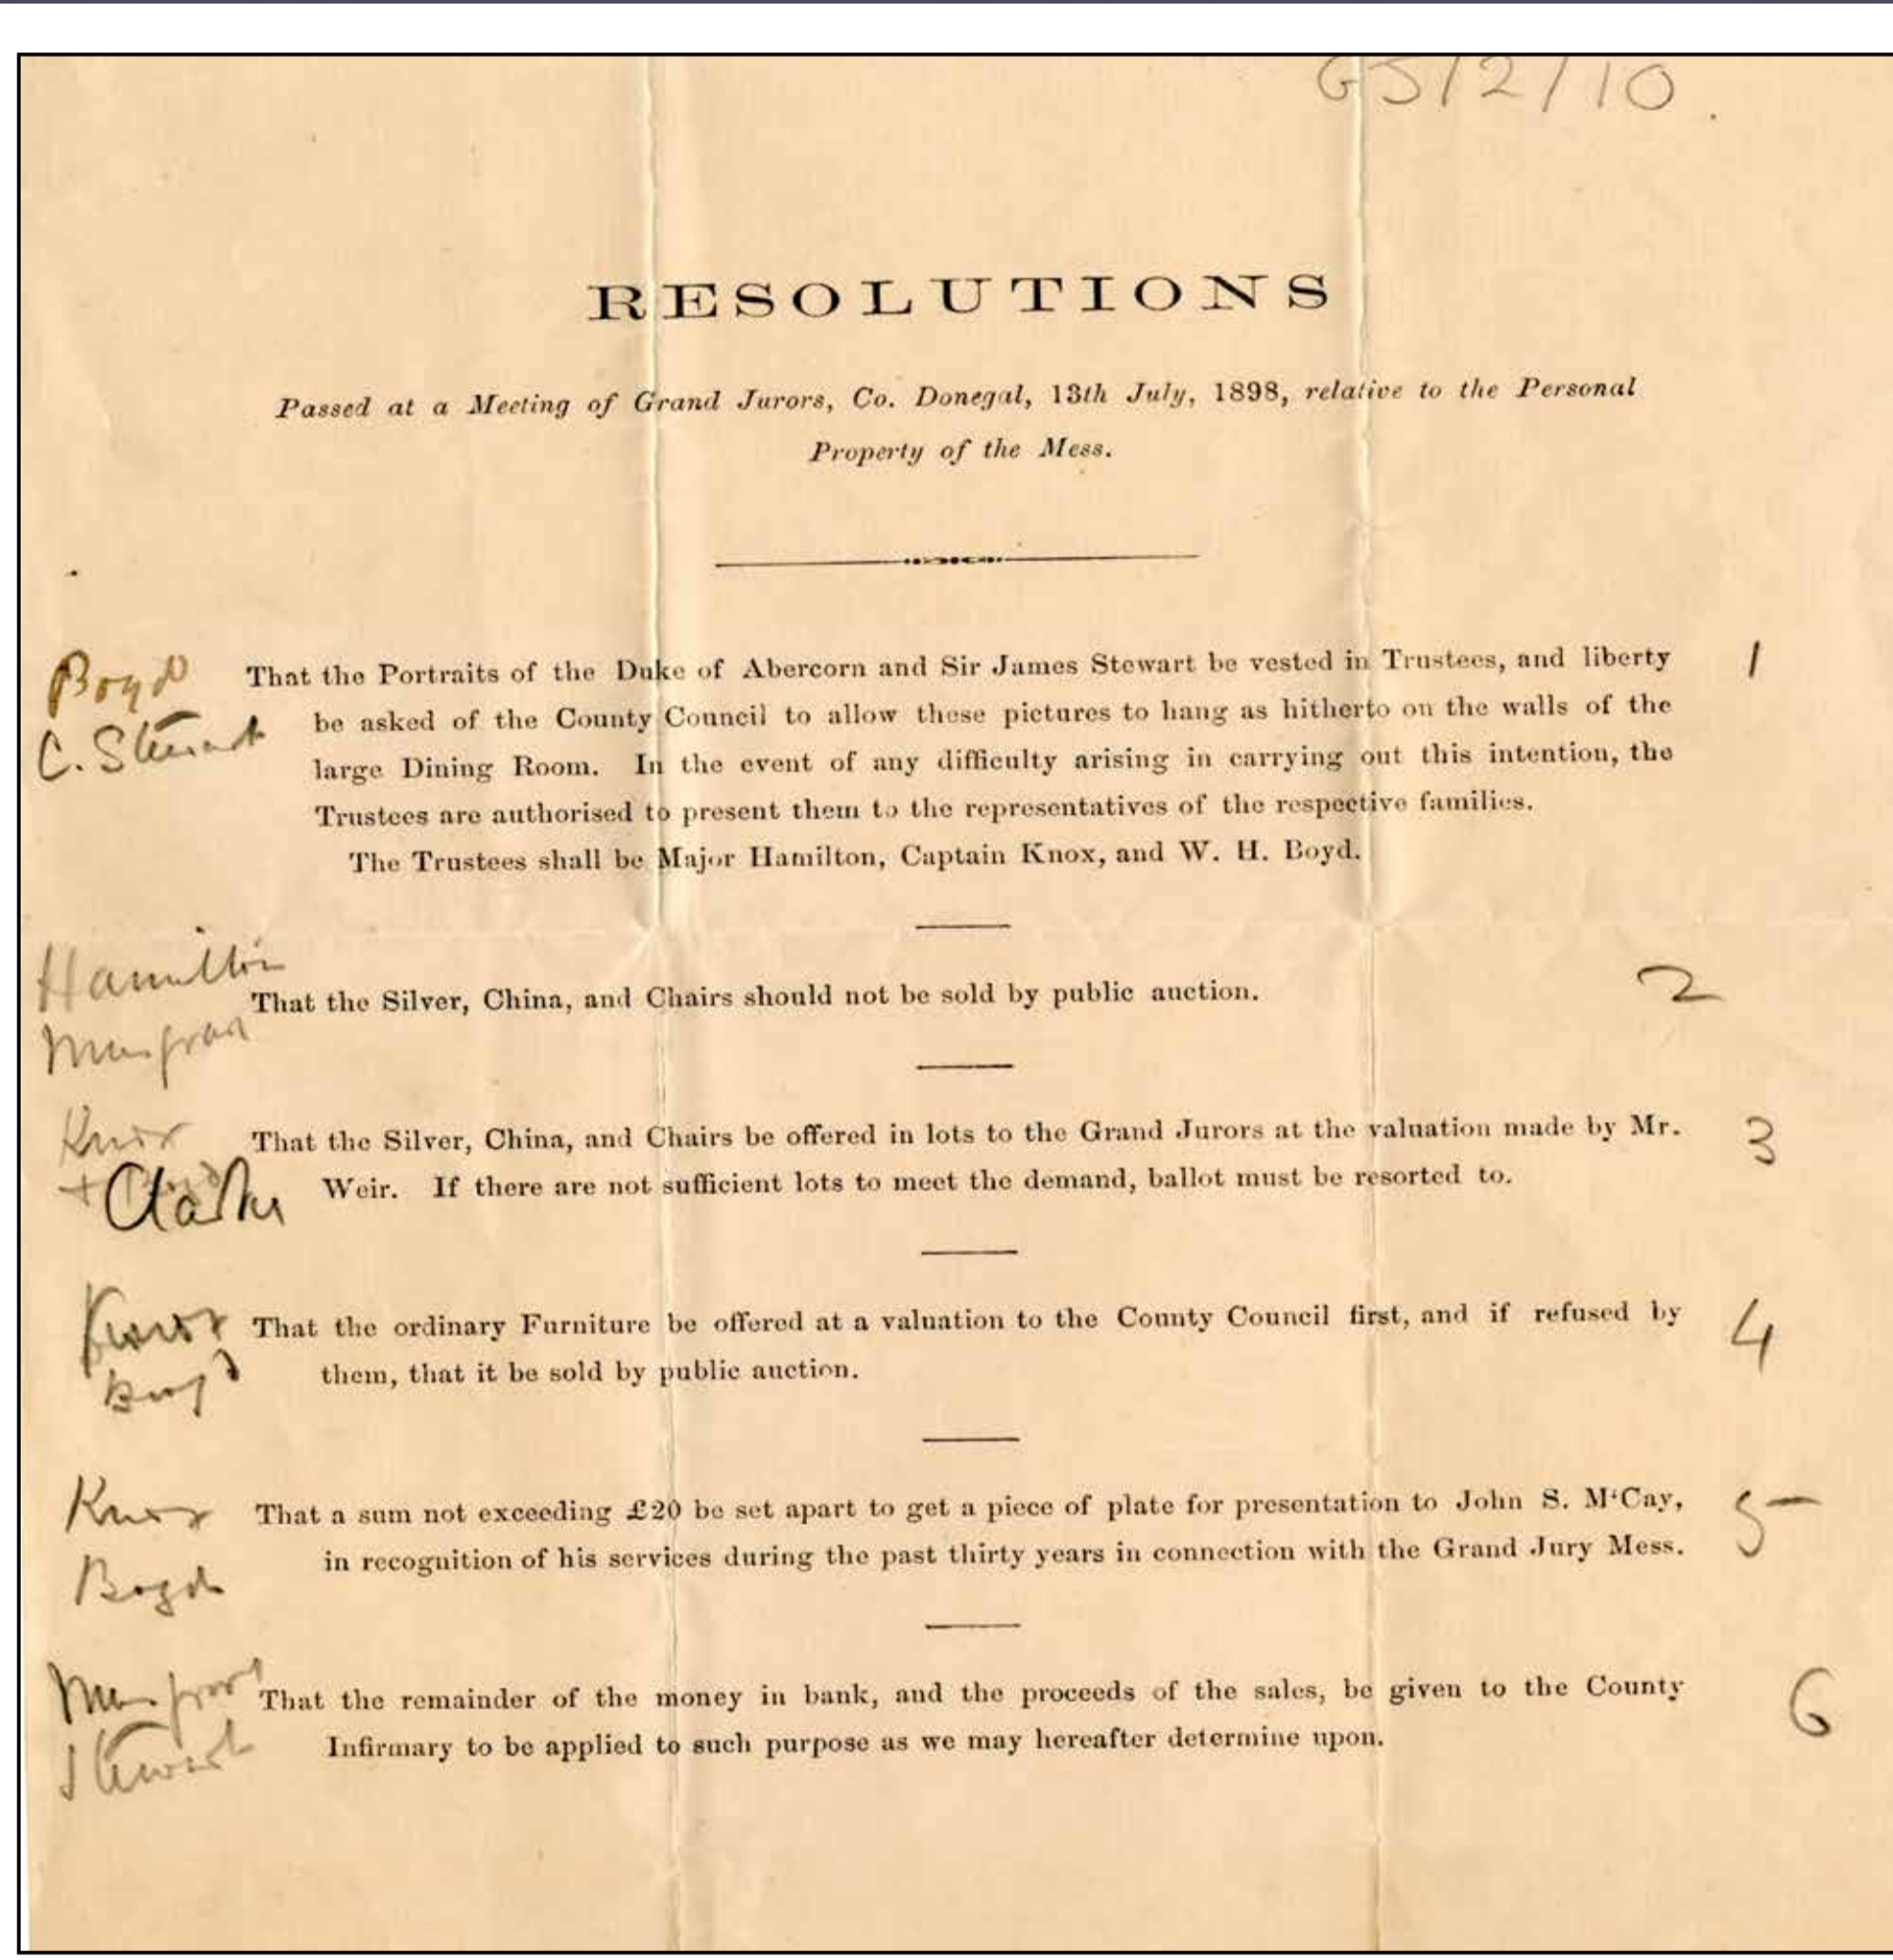 GJ/2/10.
RESOLUTIONS
Passed at a Meeting of Grand Jurors, Co. Donegal, 13th July, 1898, relative to the Personal
Property of the Mess.
Boyd
C. Stewart
That the Portraits of the Duke of Abercorn and Sir James Stewart be vested in Trustees, and liberty 1
be asked of the County Council to allow these pictures to hang as hitherto on the walls of the
large Dining Room. In the event of any difficulty arising in carrying out this intention, the
Trustees are authorised to present them to the representatives of the respective families.
The Trustees shall be Major Hamilton, Captain Knox, and W. H. Boyd.
Hamilton
That the Silver, China, and Chairs should not be sold by public auction. 2
Knox
+ Clarke
That the Silver, China, and Chairs be offered in lots to the Grand Jurors at the valuation made by Mr. 3
Weir. If there are not sufficient lots to meet the demand, ballot must be resorted to.
Knox
Boyd
That the ordinary Furniture be offered at a valuation to the County Council first, and if refused by 4
them, that it be sold by public auction.
Knox
Boyd
That a sum not exceeding £20 be set apart to get a piece of plate for presentation to John S. M‘Cay, 5
in recognition of his services during the past thirty years in connection with the Grand Jury Mess.
Stewart
That the remainder of the money in bank, and the proceeds of the sales, be given to the County 6
Infirmary to be applied to such purpose as we may hereafter determine upon.